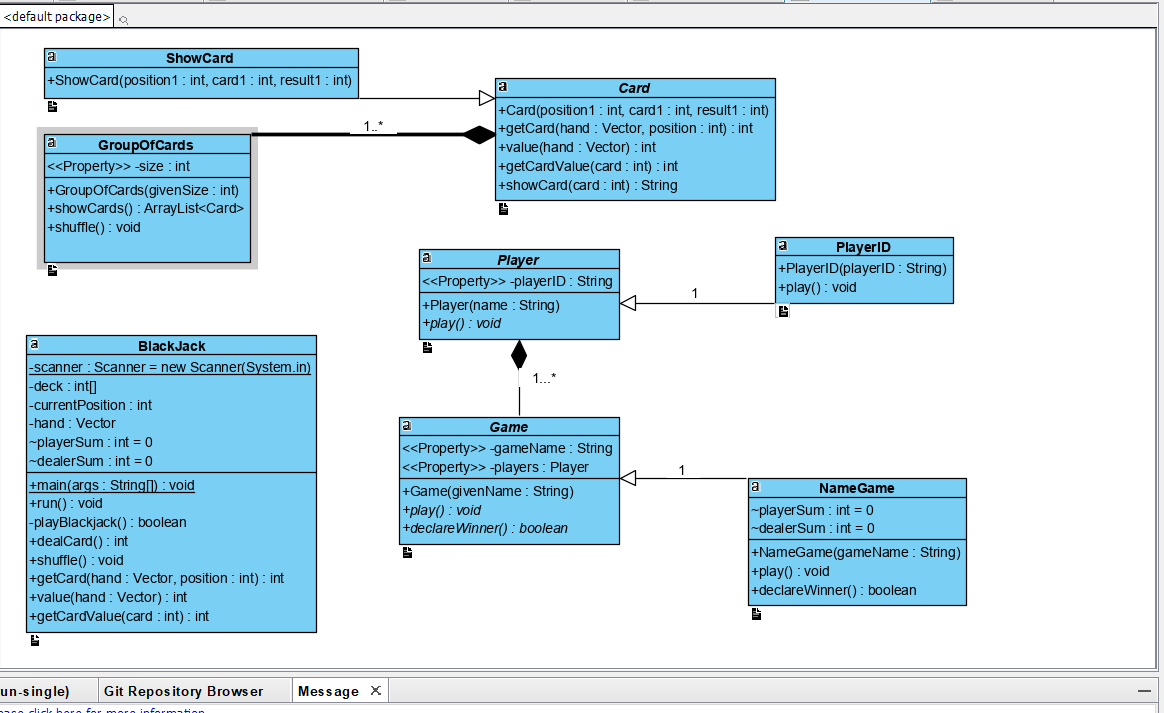 <default package>
ShowCard
+ShowCard(position1 : int, card1 : int, result1 : int)
Card
+Card(position1 : int, card1 : int, result1 : int)
+getCard(hand : Vector, position : int) : int
+value(hand : Vector) : int
+getCardValue(card : int) : int
+showCard(card : int) : String
1..*
GroupOfCards
<<Property>> -size : int
+GroupOfCards(givenSize : int)
+showCards() : ArrayList<Card>
+shuffle() : void
Player
<<Property>> -playerID : String
+Player(name : String)
+play() : void
1
PlayerID
+PlayerID(playerID : String)
+play() : void
1...*
BlackJack
-scanner : Scanner = new Scanner(System.in)
-deck : int[]
-currentPosition : int
-hand : Vector
~playerSum : int = 0
~dealerSum : int = 0
+main(args : String[]) : void
+run() : void
-playBlackjack() : boolean
+dealCard() : int
+shuffle() : void
+getCard(hand : Vector, position : int) : int
+value(hand : Vector) : int
+getCardValue(card : int) : int
Game
<<Property>> -gameName : String
<<Property>> -players : Player
+Game(givenName : String)
+play() : void
+declareWinner() : boolean
1
NameGame
~playerSum : int = 0
~dealerSum : int = 0
+NameGame(gameName : String)
+play() : void
+declareWinner() : boolean
un-single)
Git Repository Browser
Message
click here for more information